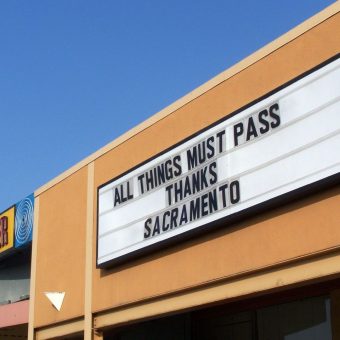 ALL THINGS MUST PASS
THANKS
SACRAMENTO